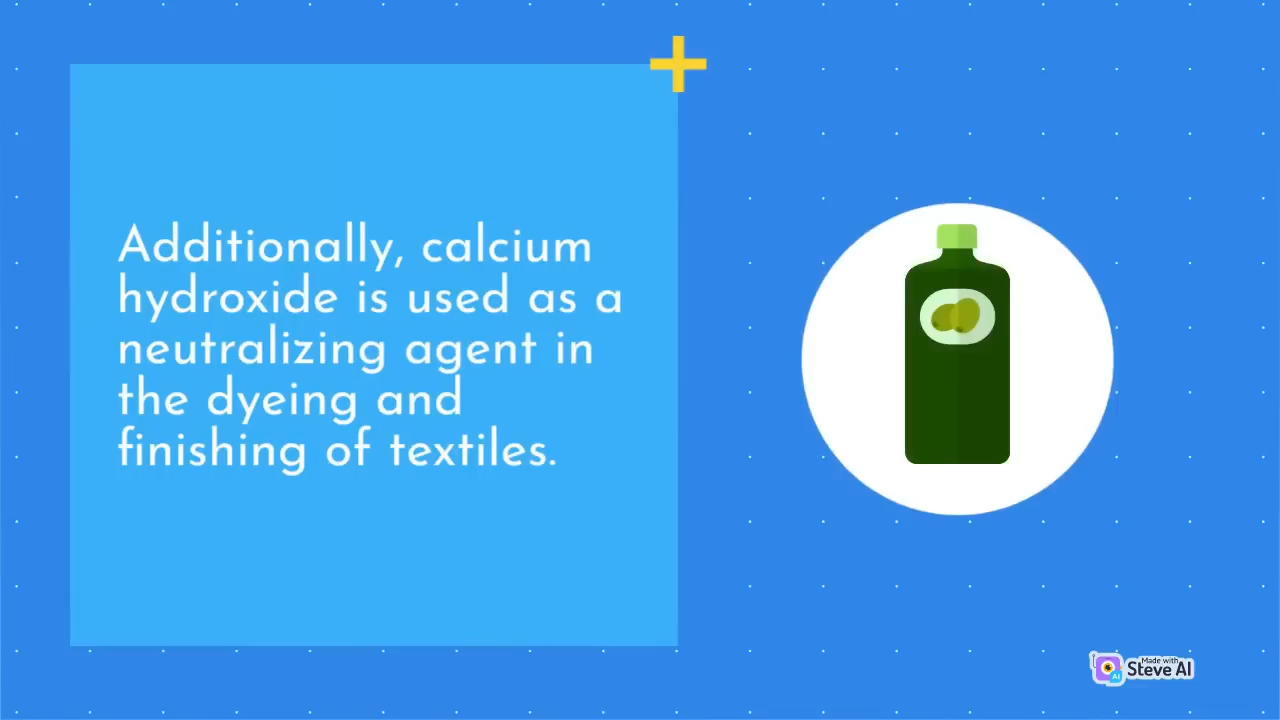 Additionally, calcium
hydroxide is used as a
neutralizing agent in
the dyeing and
finishing of textiles.
Made with
Steve AI
AI